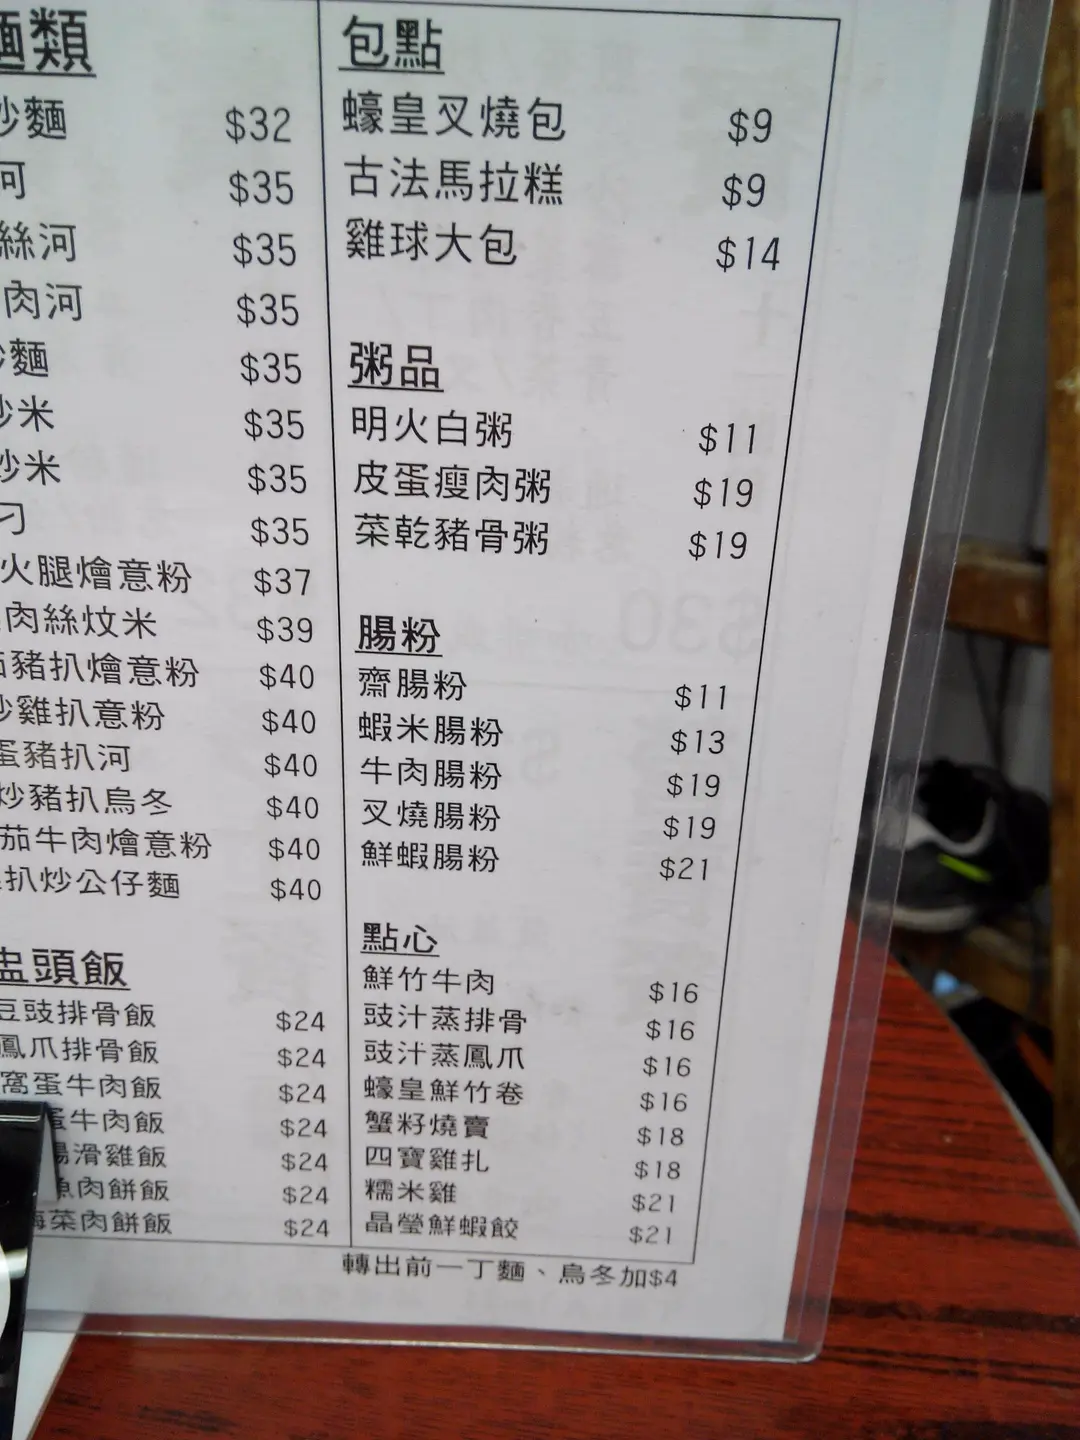 麵類
炒麵 $32
河 $35
絲河 $35
肉河 $35
炒麵 $35
炒米 $35
炒米 $35
刁 $35
火腿燴意粉 $37
肉絲炆米 $39
茄豬扒燴意粉 $40
炒雞扒意粉 $40
蛋豬扒河 $40
炒豬扒烏冬 $40
茄牛肉燴意粉 $40
扒炒公仔麵 $40
盅頭飯
豆豉排骨飯 $24
鳳爪排骨飯 $24
窩蛋牛肉飯 $24
蛋牛肉飯 $24
滑雞飯 $24
魚肉餅飯 $24
梅菜肉餅飯 $24
包點
蠔皇叉燒包 $9
古法馬拉糕 $9
雞球大包 $14
粥品
明火白粥 $11
皮蛋瘦肉粥 $19
菜乾豬骨粥 $19
腸粉
齋腸粉 $11
蝦米腸粉 $13
牛肉腸粉 $19
叉燒腸粉 $19
鮮蝦腸粉 $21
點心
鮮竹牛肉 $16
豉汁蒸排骨 $16
豉汁蒸鳳爪 $16
蠔皇鮮竹卷 $16
蟹籽燒賣 $18
四寶雞扎 $18
糯米雞 $21
晶瑩鮮蝦餃 $21
轉出前一丁麵、烏冬加$4